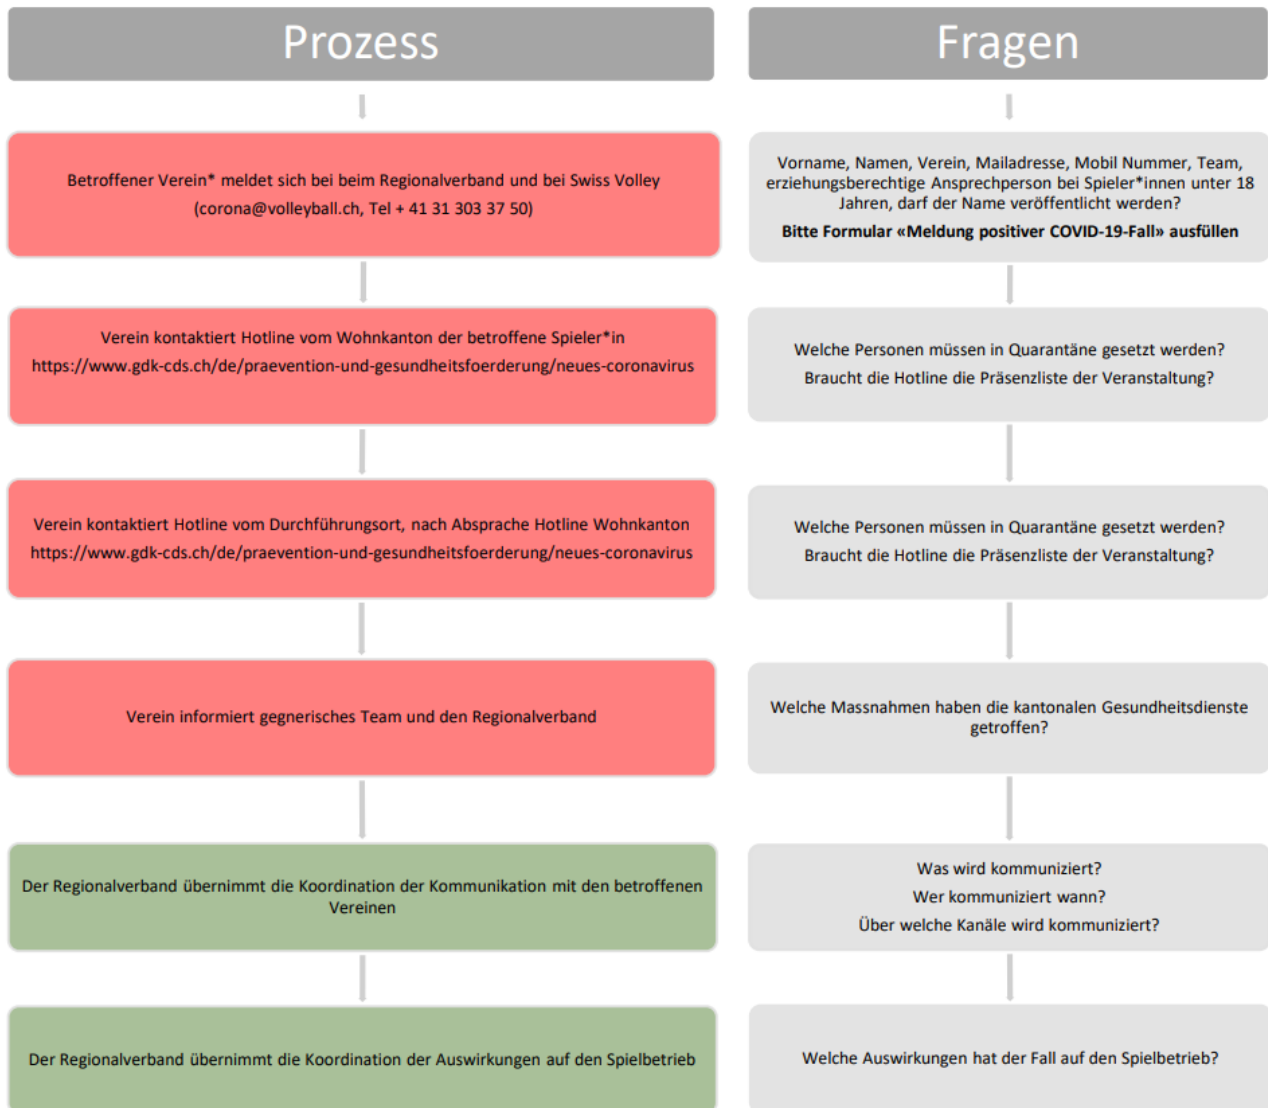 Prozess
Fragen
Betroffener Verein* meldet sich bei beim Regionalverband und bei Swiss Volley
(corona@volleyball.ch, Tel + 41 31 303 37 50)
Vorname, Namen, Verein, Mailadresse, Mobil Nummer, Team,
erziehungsberechtige Ansprechperson bei Spieler*innen unter 18
Jahren, darf der Name veröffentlicht werden?
Bitte Formular «Meldung positiver COVID-19-Fall» ausfüllen
Verein kontaktiert Hotline vom Wohnkanton der betroffene Spieler*in
https://www.gdk-cds.ch/de/praevention-und-gesundheitsfoerderung/neues-coronavirus
Welche Personen müssen in Quarantäne gesetzt werden?
Braucht die Hotline die Präsenzliste der Veranstaltung?
Verein kontaktiert Hotline vom Durchführungsort, nach Absprache Hotline Wohnkanton
https://www.gdk-cds.ch/de/praevention-und-gesundheitsfoerderung/neues-coronavirus
Welche Personen müssen in Quarantäne gesetzt werden?
Braucht die Hotline die Präsenzliste der Veranstaltung?
Verein informiert gegnerisches Team und den Regionalverband
Welche Massnahmen haben die kantonalen Gesundheitsdienste
getroffen?
Der Regionalverband übernimmt die Koordination der Kommunikation mit den betroffenen
Vereinen
Was wird kommuniziert?
Wer kommuniziert wann?
Über welche Kanäle wird kommuniziert?
Der Regionalverband übernimmt die Koordination der Auswirkungen auf den Spielbetrieb
Welche Auswirkungen hat der Fall auf den Spielbetrieb?